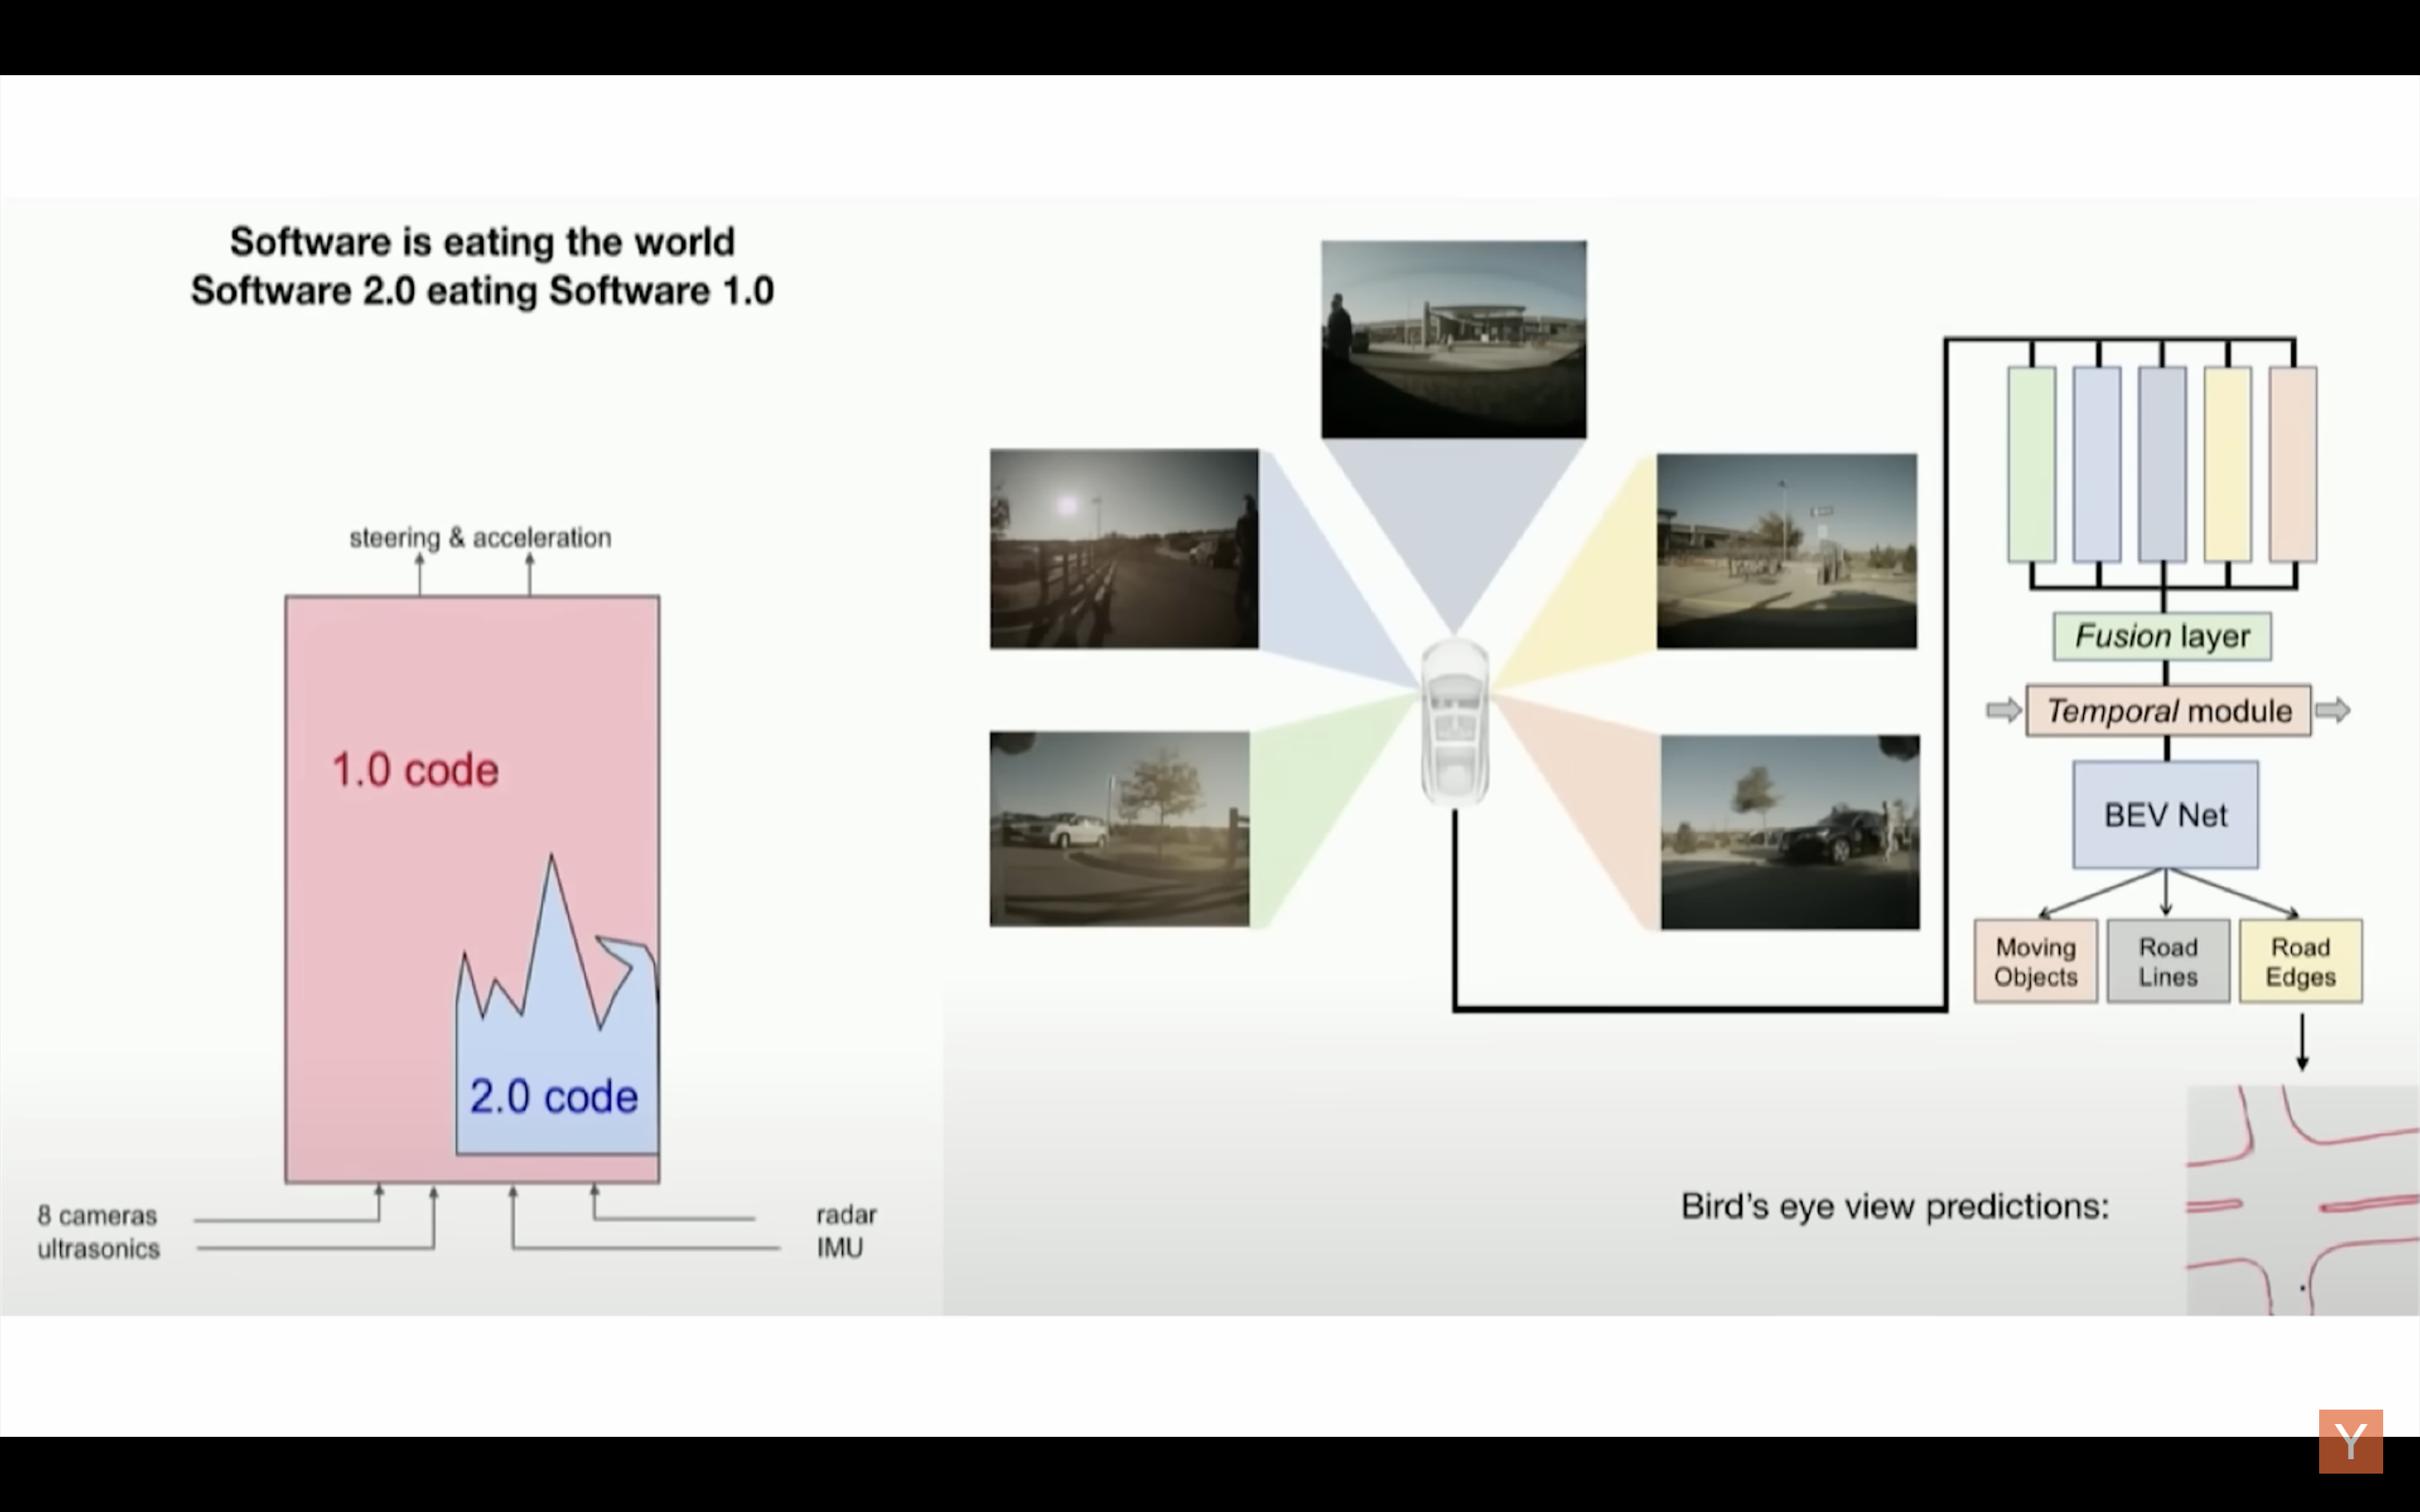 Software is eating the world
Software 2.0 eating Software 1.0
steering & acceleration
1.0 code
2.0 code
8 cameras
ultrasonics
radar
IMU
Fusion layer
Temporal module
BEV Net
Moving
Objects
Road
Lines
Road
Edges
Bird's eye view predictions:
Y